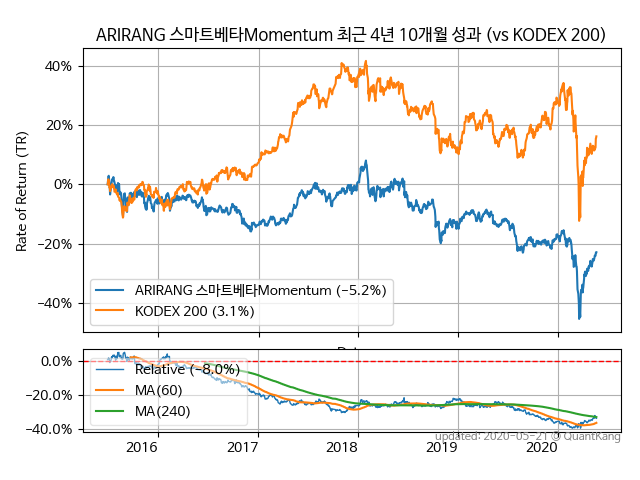 ARIRANG 스마트베타Momentum 최근 4년 10개월 성과 (vs KODEX 200)
40%
20%
0%
−20%
−40%
Rate of Return (TR)
ARIRANG 스마트베타Momentum (−5.2%)
KODEX 200 (3.1%)
0.0%
−20.0%
−40.0%
Relative (−8.0%)
MA(60)
MA(240)
2016
2017
2018
2019
2020
updated: 2020-05-21 © QuantKang